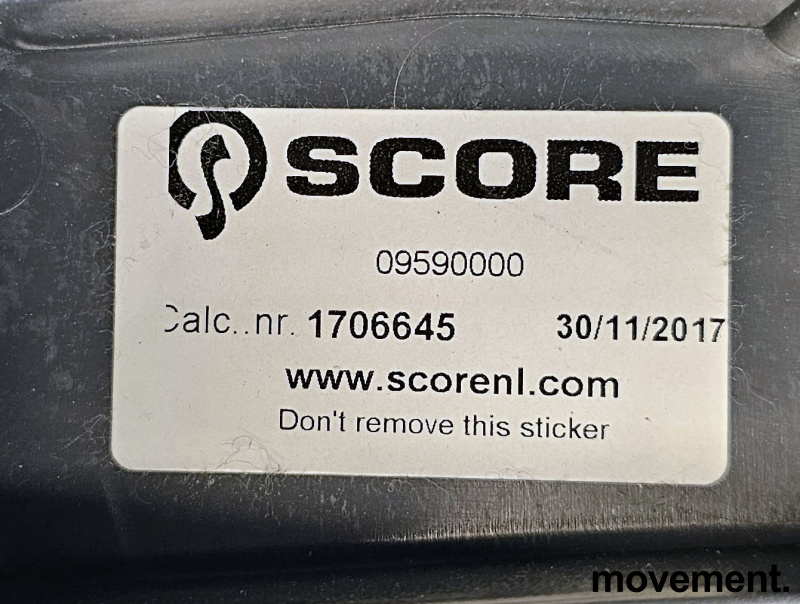 SCORE
09590000
Calc..nr. 1706645 30/11/2017
www.scorenl.com
Don't remove this sticker
movement.